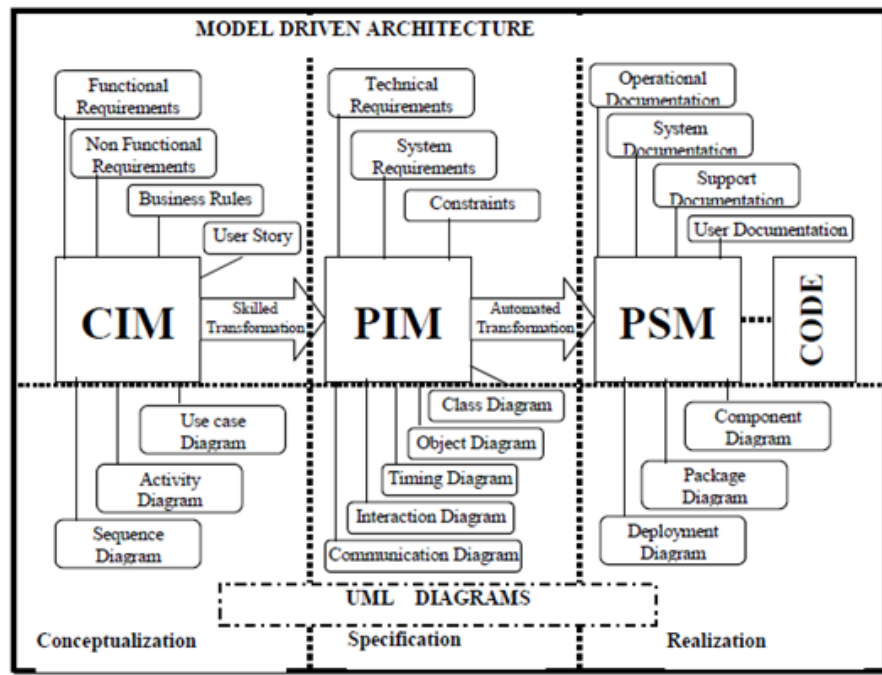 MODEL DRIVEN ARCHITECTURE
Functional
Requirements
Non Functional
Requirements
Business Rules
User Story
Technical
Requirements
System
Requirements
Constraints
Operational
Documentation
System
Documentation
Support
Documentation
User Documentation
CIM
Skilled
Transformation
PIM
Automated
Transformation
PSM
CODE
Use case
Diagram
Activity
Diagram
Sequence
Diagram
Class Diagram
Object Diagram
Timing Diagram
Interaction Diagram
Communication Diagram
Component
Diagram
Package
Diagram
Deployment
Diagram
UML DIAGRAMS
Conceptualization
Specification
Realization